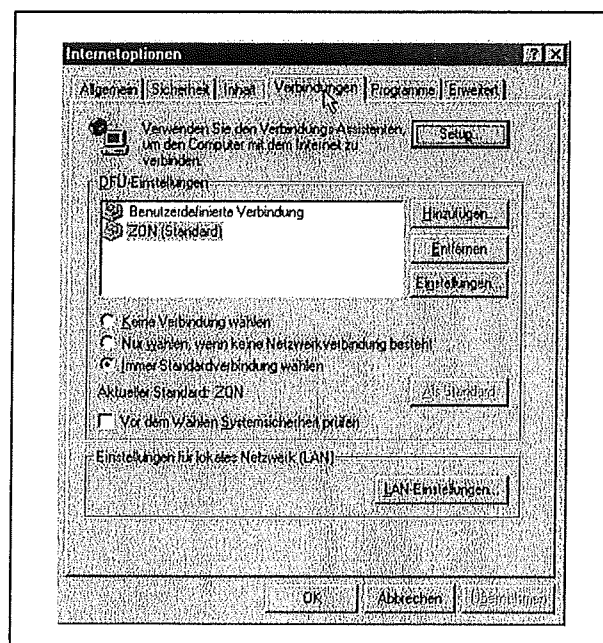 Internetoptionen
Allgemein Sicherheit Inhalt Verbindungen Programme Erweitert
Verwenden Sie den Verbindungs-Assistenten, um den Computer mit dem Internet zu verbinden.
Setup
DFÜ-Einstellungen
Benutzerdefinierte Verbindung
ZON (Standard)
Hinzufügen...
Entfernen
Einstellungen...
Keine Verbindung wählen
Nur wählen, wenn keine Netzwerkverbindung besteht
Immer Standardverbindung wählen
Aktueller Standard: ZON
Als Standard
Vor dem Wählen Systemsicherheit prüfen
Einstellungen für lokales Netzwerk (LAN)
LAN-Einstellungen...
OK Abbrechen Übernehmen